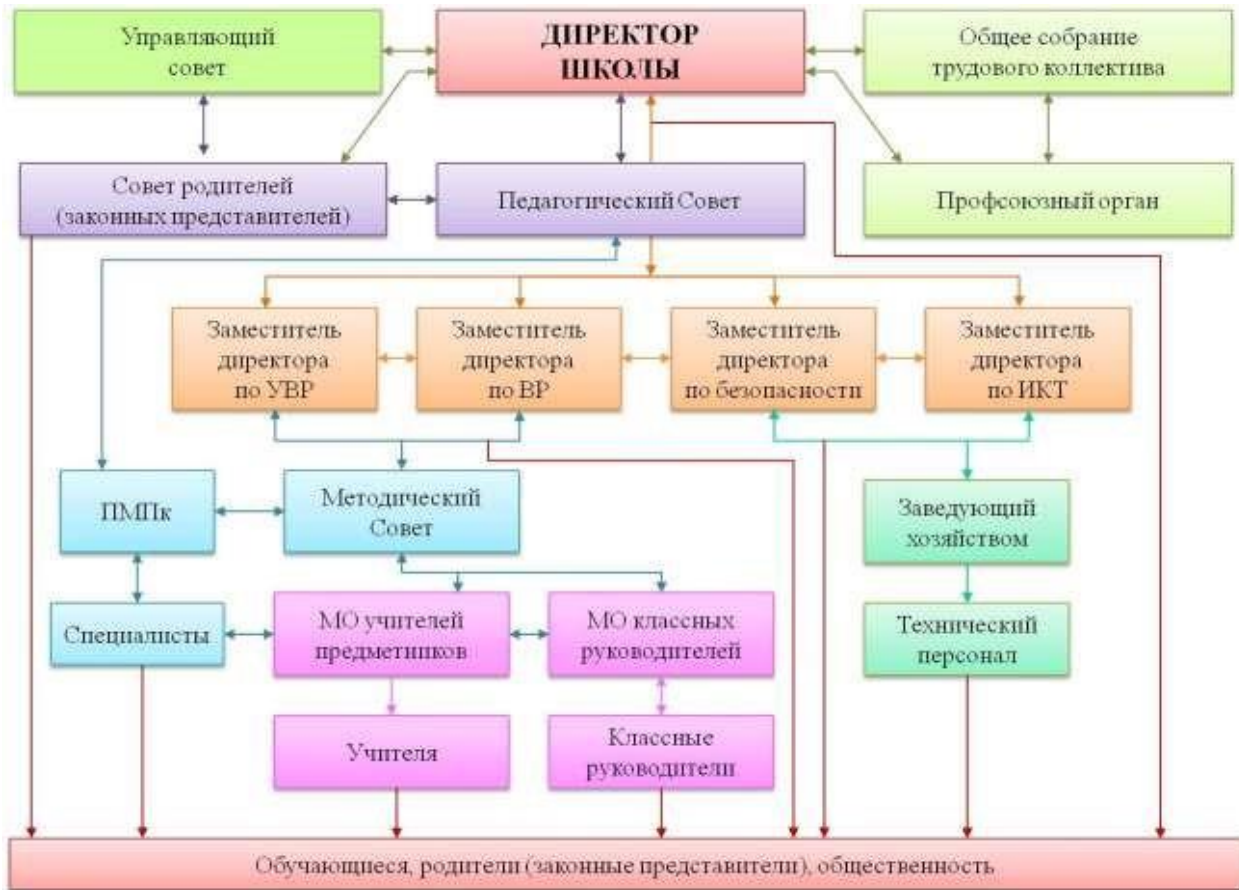 Управляющий
совет
ДИРЕКТОР
ШКОЛЫ
Общее собрание
трудового коллектива
Совет родителей
(законных представителей)
Педагогический Совет
Профсоюзный орган
Заместитель
директора
по УВР
Заместитель
директора
по ВР
Заместитель
директора
по безопасности
Заместитель
директора
по ИКТ
ПМПк
Методический
Совет
Заведующий
хозяйством
Специалисты
МО учителей
предметников
МО классных
руководителей
Технический
персонал
Учителя
Классные
руководители
Обучающиеся, родители (законные представители), общественность